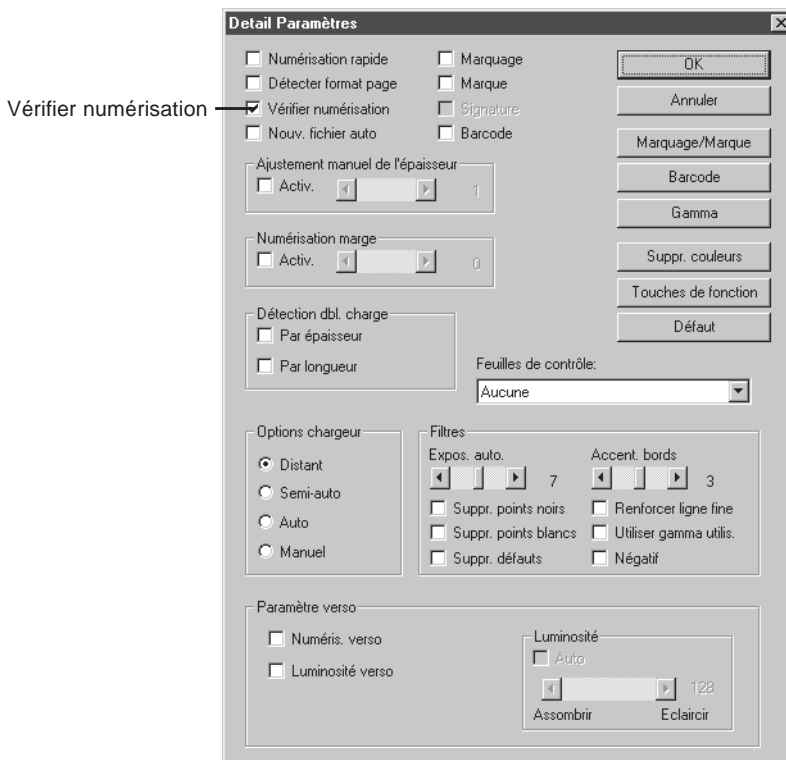 Detail Paramètres
Numérisation rapide
Marquage
OK
Détecter format page
Marque
Annuler
Vérifier numérisation
Vérifier numérisation
Signature
Nouv. fichier auto
Barcode
Marquage/Marque
Ajustement manuel de l'épaisseur
Activ.
1
Barcode
Gamma
Numérisation marge
Activ.
0
Suppr. couleurs
Touches de fonction
Défaut
Détection dbl. charge
Par épaisseur
Par longueur
Feuilles de contrôle:
Aucune
Options chargeur
Distant
Semi-auto
Auto
Manuel
Filtres
Expos. auto.
7
Accent. bords
3
Suppr. points noirs
Renforcer ligne fine
Suppr. points blancs
Utiliser gamma utilis.
Suppr. défauts
Négatif
Paramètre verso
Numéris. verso
Luminosité verso
Luminosité
Auto
128
Assombrir
Eclaircir